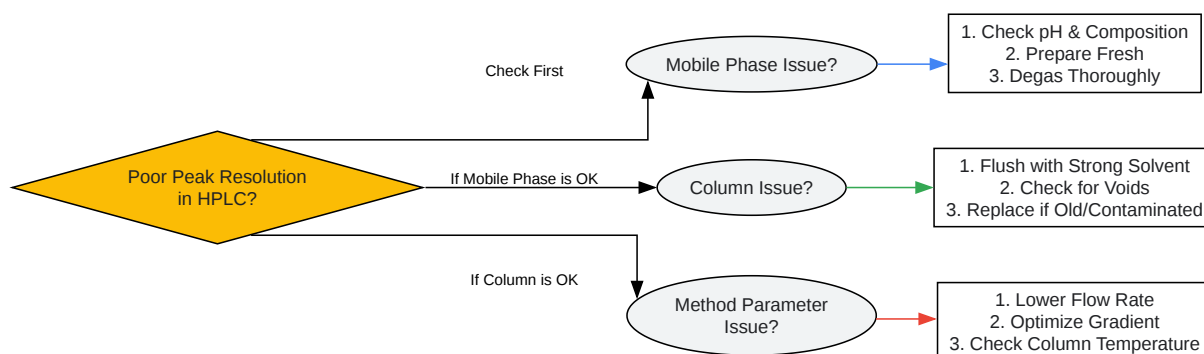 Poor Peak Resolution
in HPLC?
Check First
Mobile Phase Issue?
1. Check pH & Composition
2. Prepare Fresh
3. Degas Thoroughly
If Mobile Phase is OK
Column Issue?
1. Flush with Strong Solvent
2. Check for Voids
3. Replace if Old/Contaminated
If Column is OK
Method Parameter
Issue?
1. Lower Flow Rate
2. Optimize Gradient
3. Check Column Temperature